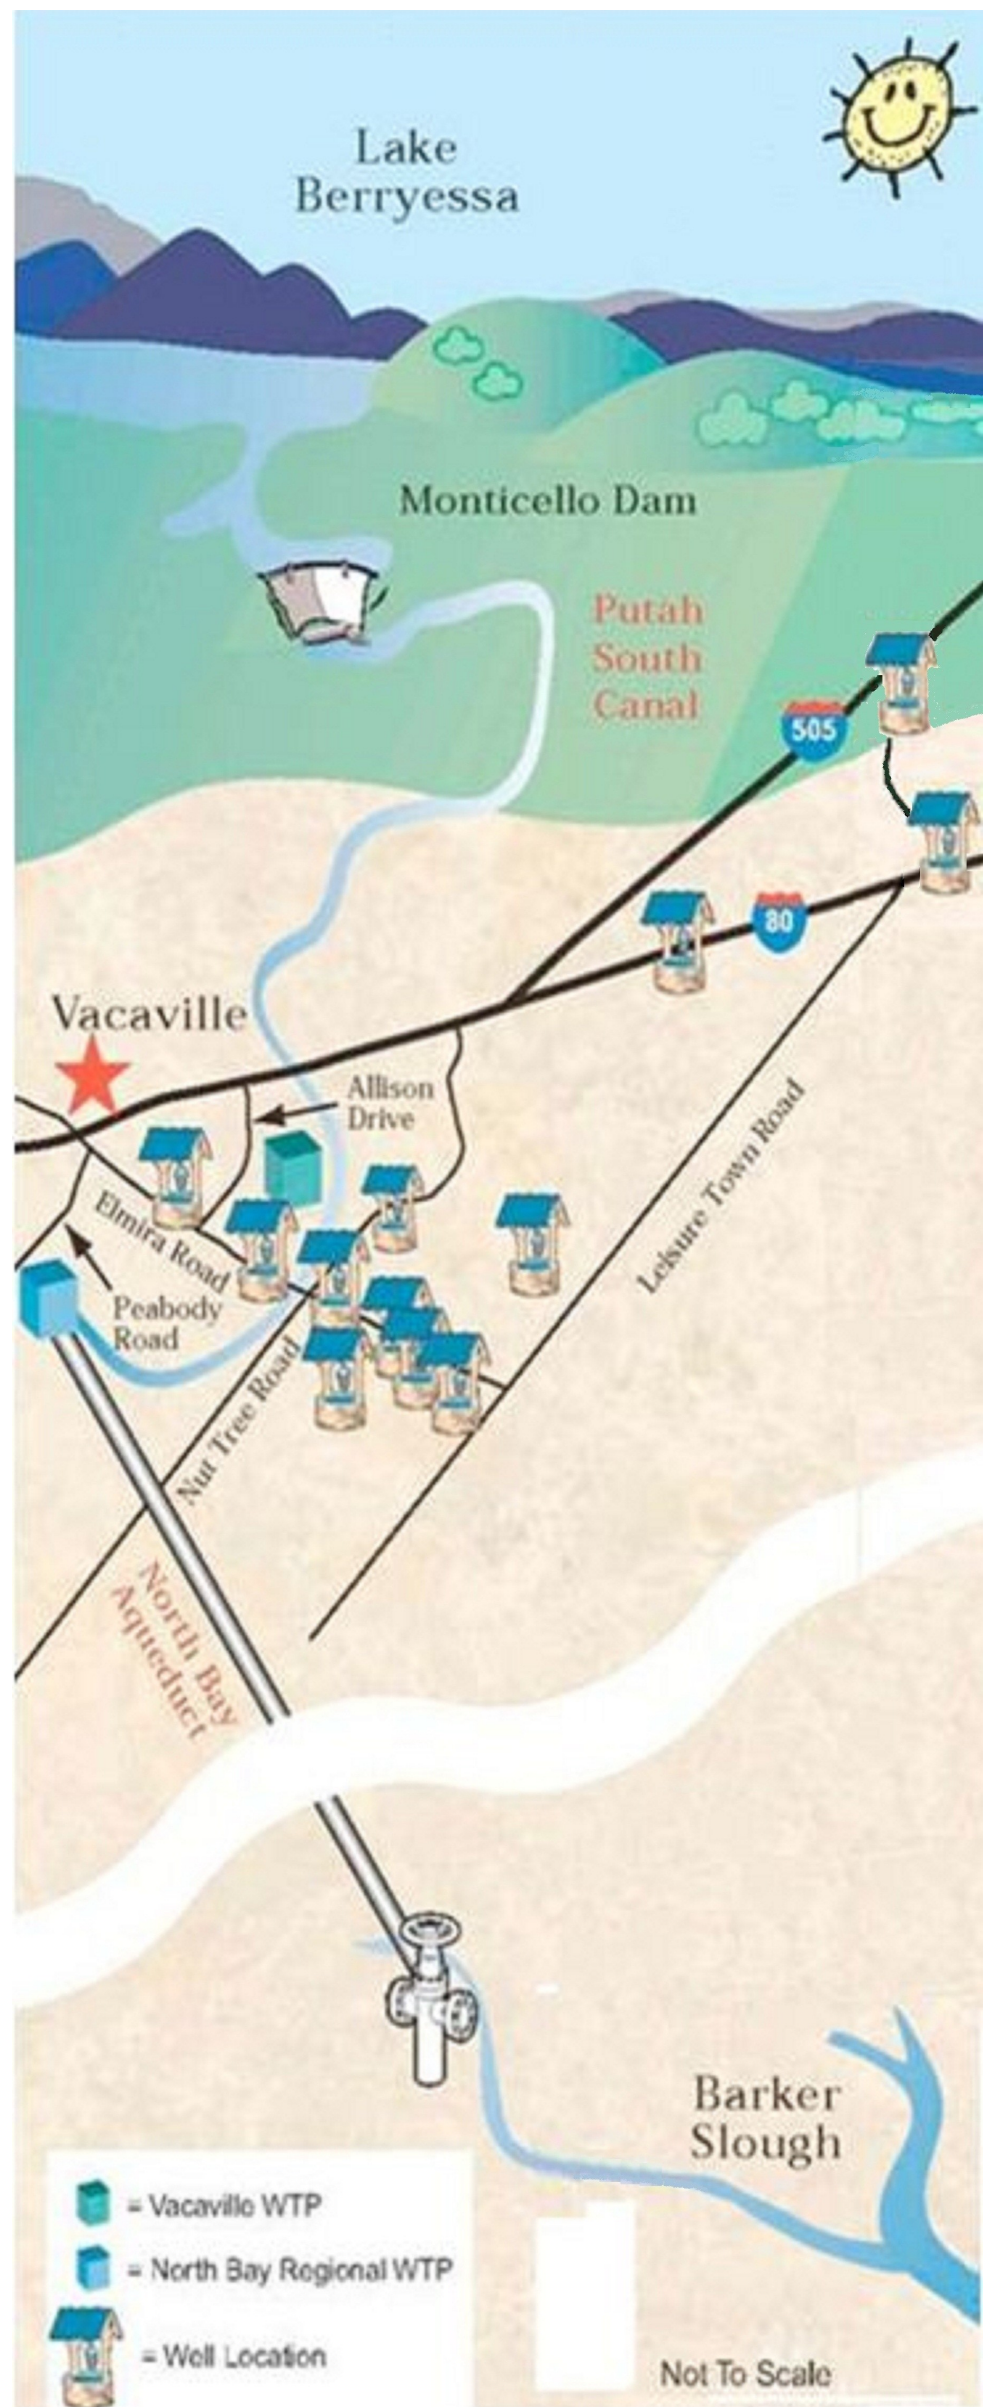 Lake
Berryessa
Monticello Dam
Putah
South
Canal
505
80
Vacaville
Allison
Drive
Elmira Road
Leisure Town Road
Peabody
Road
Nut Tree Road
North Bay
Aqueduct
Barker
Slough
= Vacaville WTP
= North Bay Regional WTP
= Well Location
Not To Scale